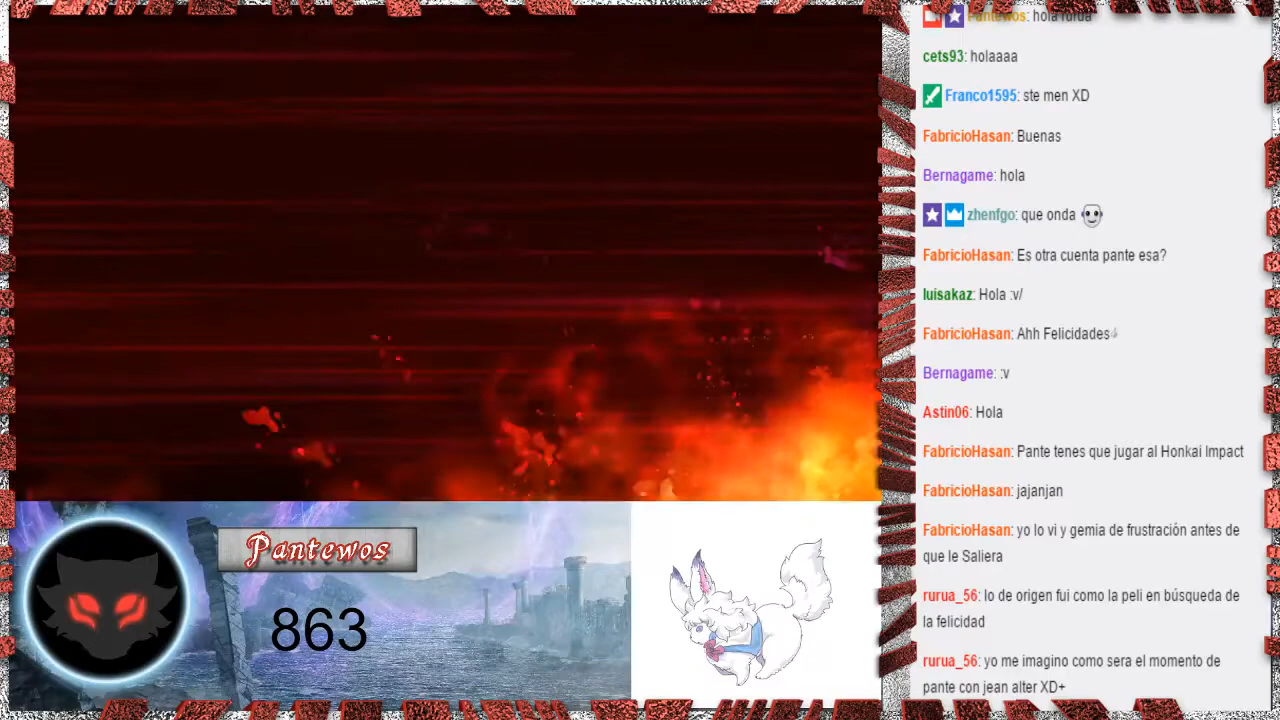 Pantewos: hola rurua
cets93: holaaaa
Franco1595: ste men XD
FabricioHasan: Buenas
Bernagame: hola
zhenfgo: que onda
FabricioHasan: Es otra cuenta pante esa?
luisakaz: Hola :v/
FabricioHasan: Ahh Felicidades
Bernagame: :v
Astin06: Hola
FabricioHasan: Pante tenes que jugar al Honkai Impact
FabricioHasan: jajanjan
FabricioHasan: yo lo vi y gemia de frustración antes de
que le Saliera
rurua_56: lo de origen fui como la peli en búsqueda de
la felicidad
rurua_56: yo me imagino como sera el momento de
pante con jean alter XD+
Pantewos
863